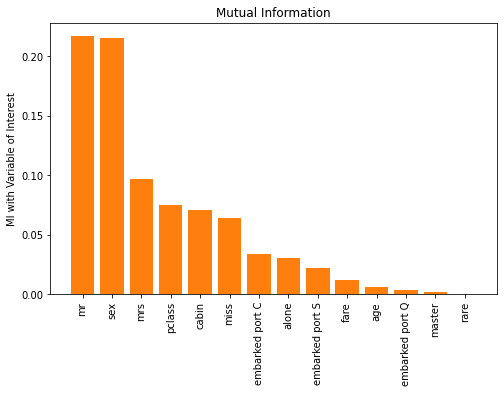 Mutual Information
MI with Variable of Interest
0.20
0.15
0.10
0.05
0.00
mr
sex
mrs
pclass
cabin
miss
embarked port C
alone
embarked port S
fare
age
embarked port Q
master
rare